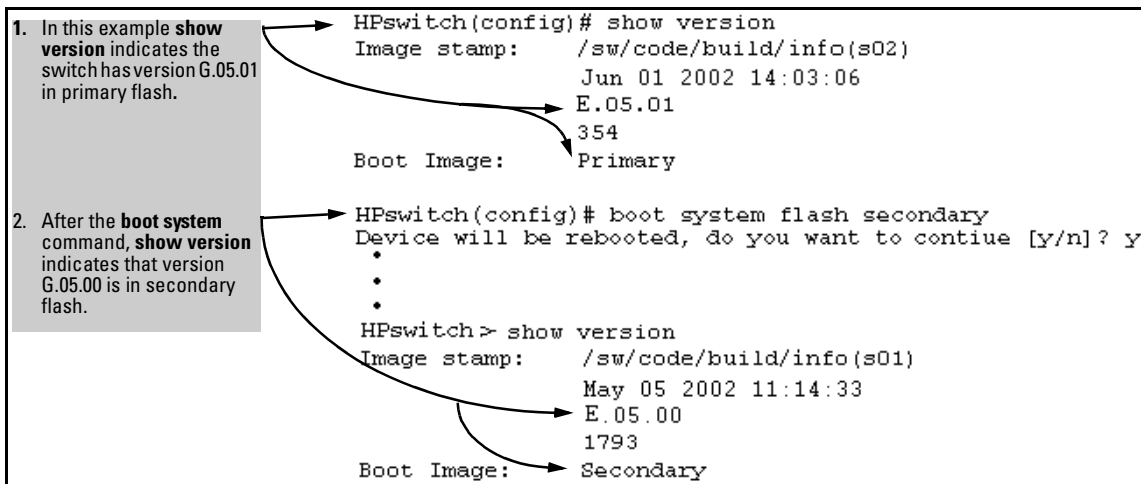 1. In this example show
version indicates the
switch has version G.05.01
in primary flash.
HPswitch(config)# show version
Image stamp: /sw/code/build/info(s02)
Jun 01 2002 14:03:06
E.05.01
354
Boot Image: Primary
2. After the boot system
command, show version
indicates that version
G.05.00 is in secondary
flash.
HPswitch(config)# boot system flash secondary
Device will be rebooted, do you want to contiue [y/n]? y
HPswitch> show version
Image stamp: /sw/code/build/info(s01)
May 05 2002 11:14:33
E.05.00
1793
Boot Image: Secondary